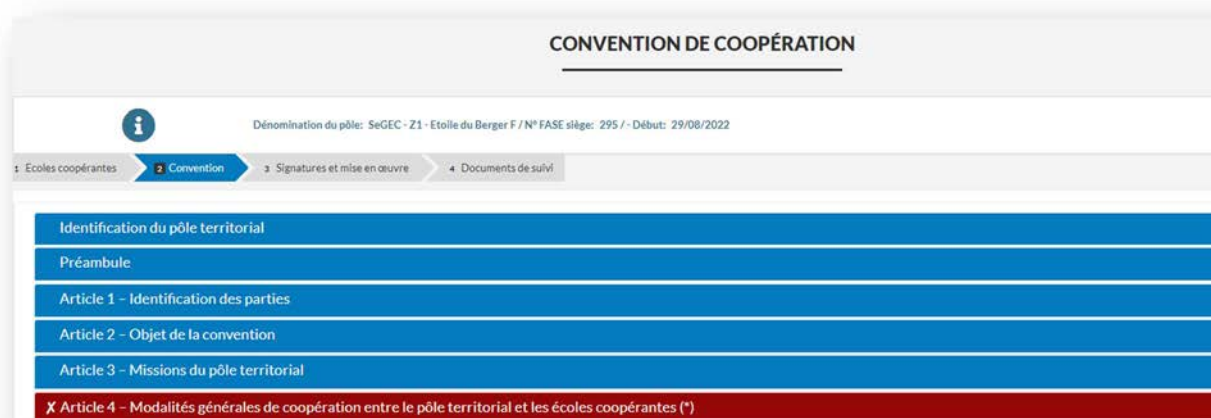 CONVENTION DE COOPÉRATION
Dénomination du pôle: SeGEC - Z1 - Etoile du Berger F / N° FASE siège: 295 / - Début: 29/08/2022
1 Ecoles coopérantes 2 Convention 3 Signatures et mise en œuvre 4 Documents de suivi
Identification du pôle territorial
Préambule
Article 1 – Identification des parties
Article 2 – Objet de la convention
Article 3 – Missions du pôle territorial
X Article 4 – Modalités générales de coopération entre le pôle territorial et les écoles coopérantes (*)